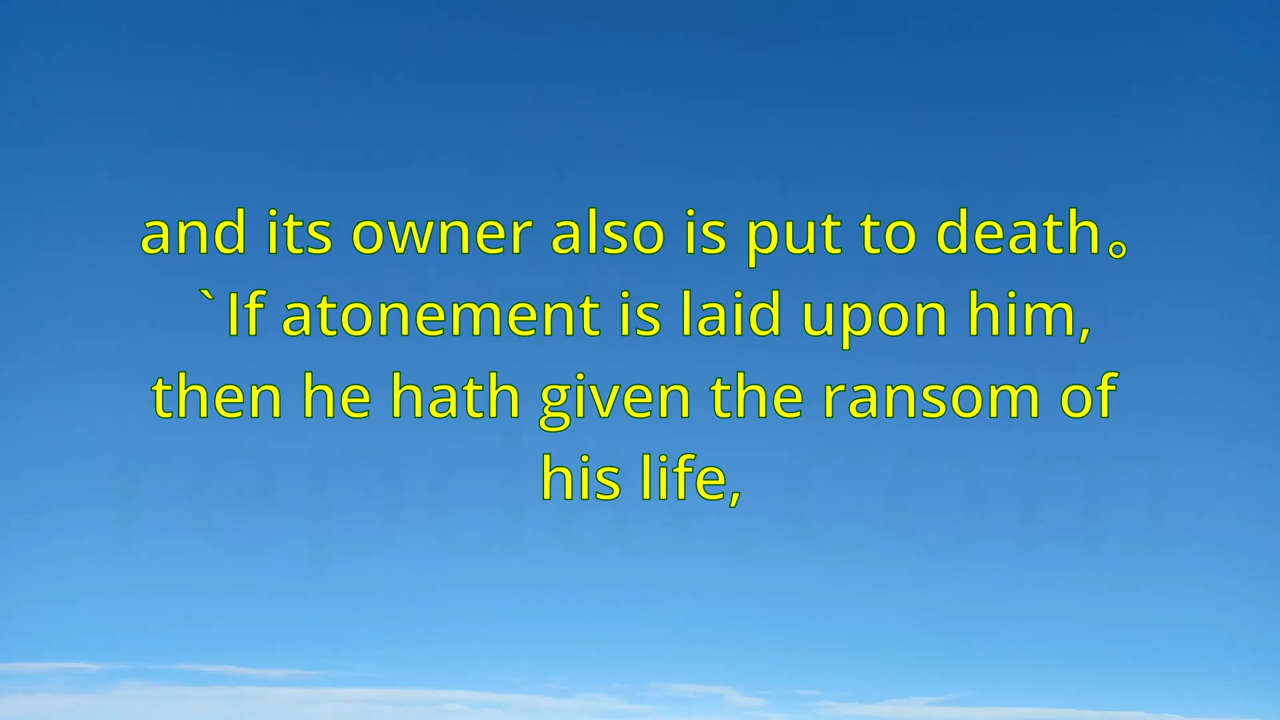 and its owner also is put to death。
`If atonement is laid upon him,
then he hath given the ransom of
his life,